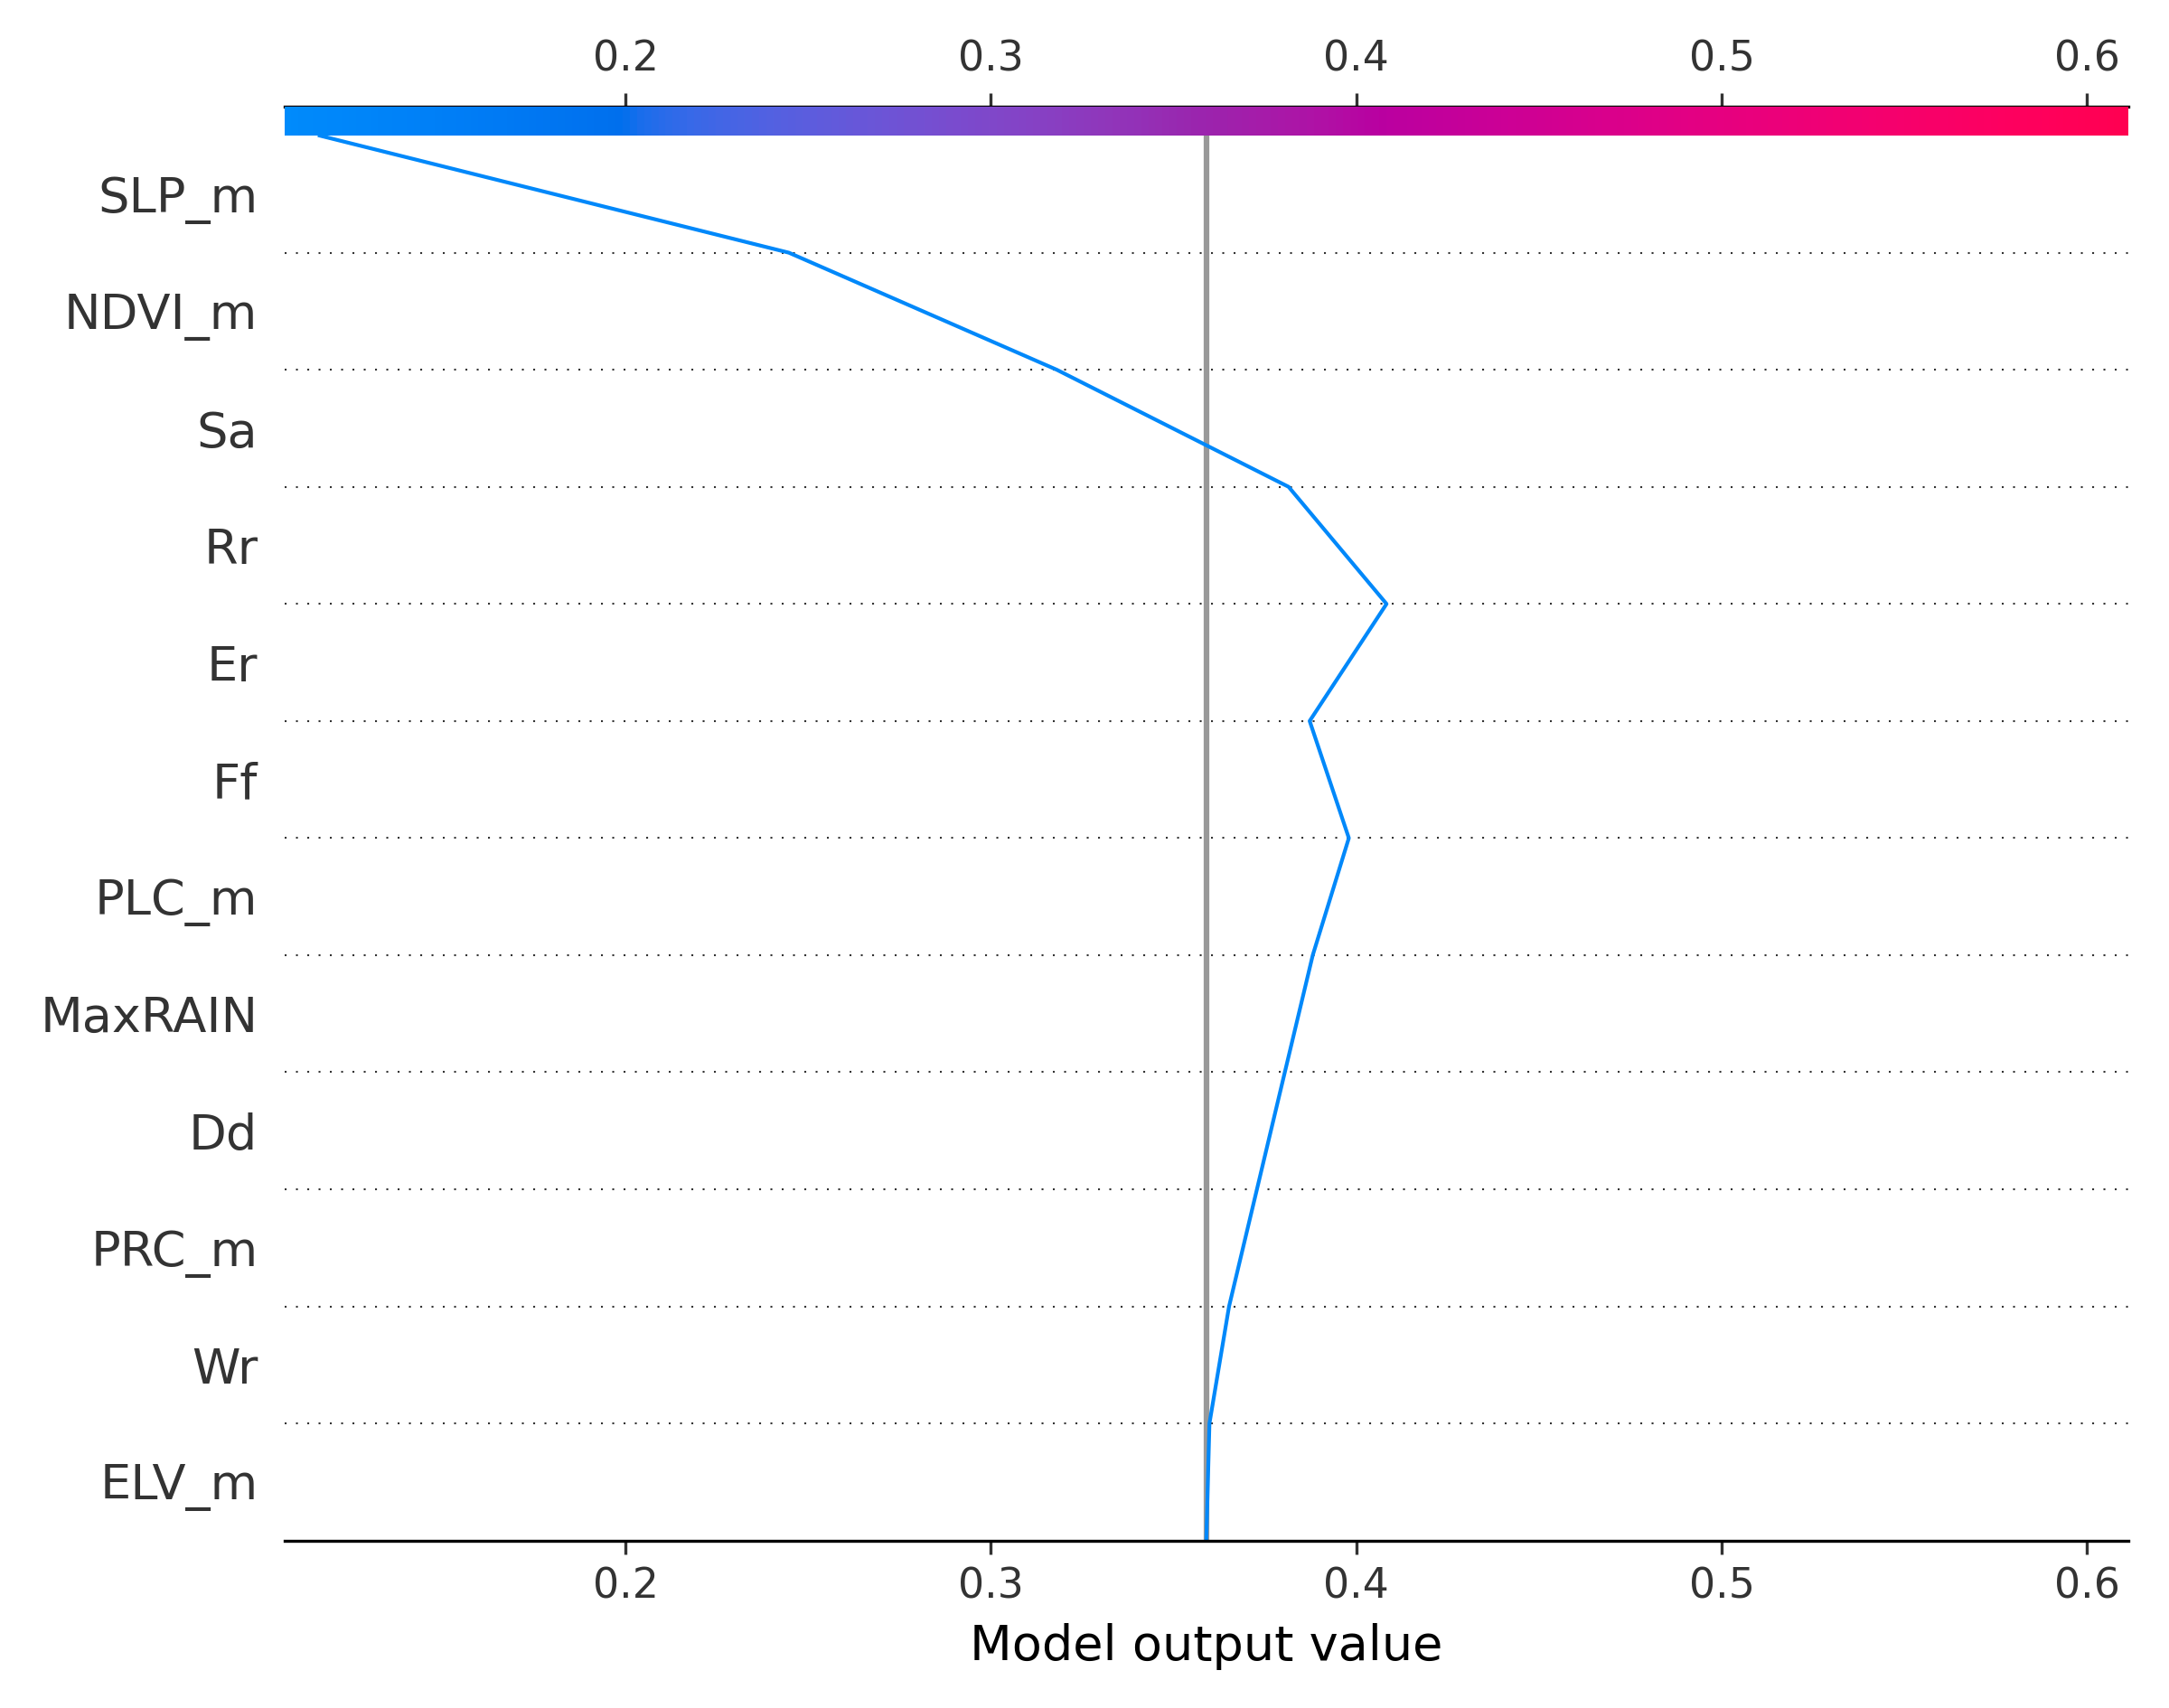 0.2 0.3 0.4 0.5 0.6
SLP_m
NDVI_m
Sa
Rr
Er
Ff
PLC_m
MaxRAIN
Dd
PRC_m
Wr
ELV_m
0.2 0.3 0.4 0.5 0.6
Model output value